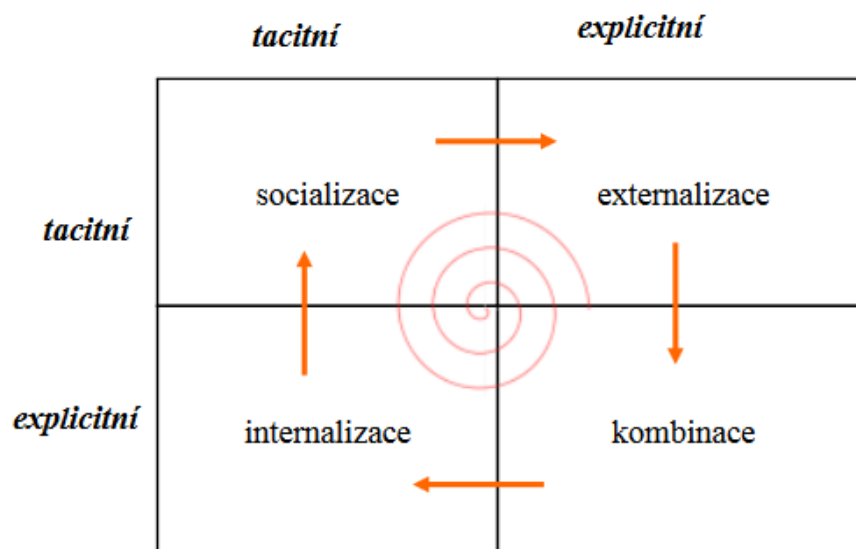 tacitní
explicitní
tacitní
socializace
externalizace
explicitní
internalizace
kombinace